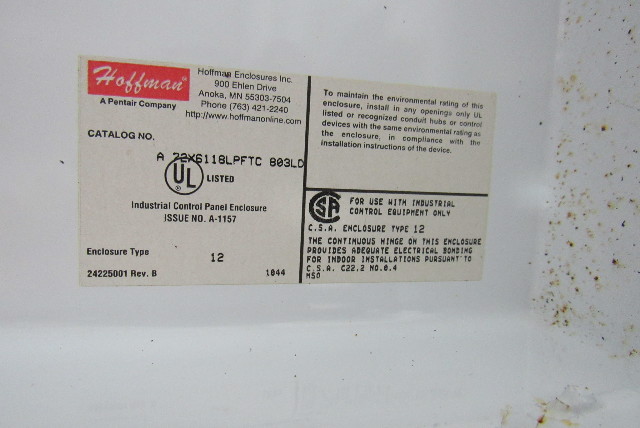 Hoffman
A Pentair Company
Hoffman Enclosures Inc.
900 Ehlen Drive
Anoka, MN 55303-7504
Phone (763) 421-2240
http://www.hoffmanonline.com
CATALOG NO.
A 72X6118LPFTC 803LD
UL LISTED
Industrial Control Panel Enclosure
ISSUE NO. A-1157
Enclosure Type 12
24225001 Rev. B 1044
To maintain the environmental rating of this
enclosure, install in any openings only UL
listed or recognized conduit hubs or control
devices with the same environmental rating as
the enclosure, in compliance with the
installation instructions of the device.
FOR USE WITH INDUSTRIAL
CONTROL EQUIPMENT ONLY
C.S.A. ENCLOSURE TYPE 12
THE CONTINUOUS HINGE ON THIS ENCLOSURE
PROVIDES ADEQUATE ELECTRICAL BONDING
FOR INDOOR INSTALLATIONS PURSUANT TO
C.S.A. C22.2 NO.0.4
MSO